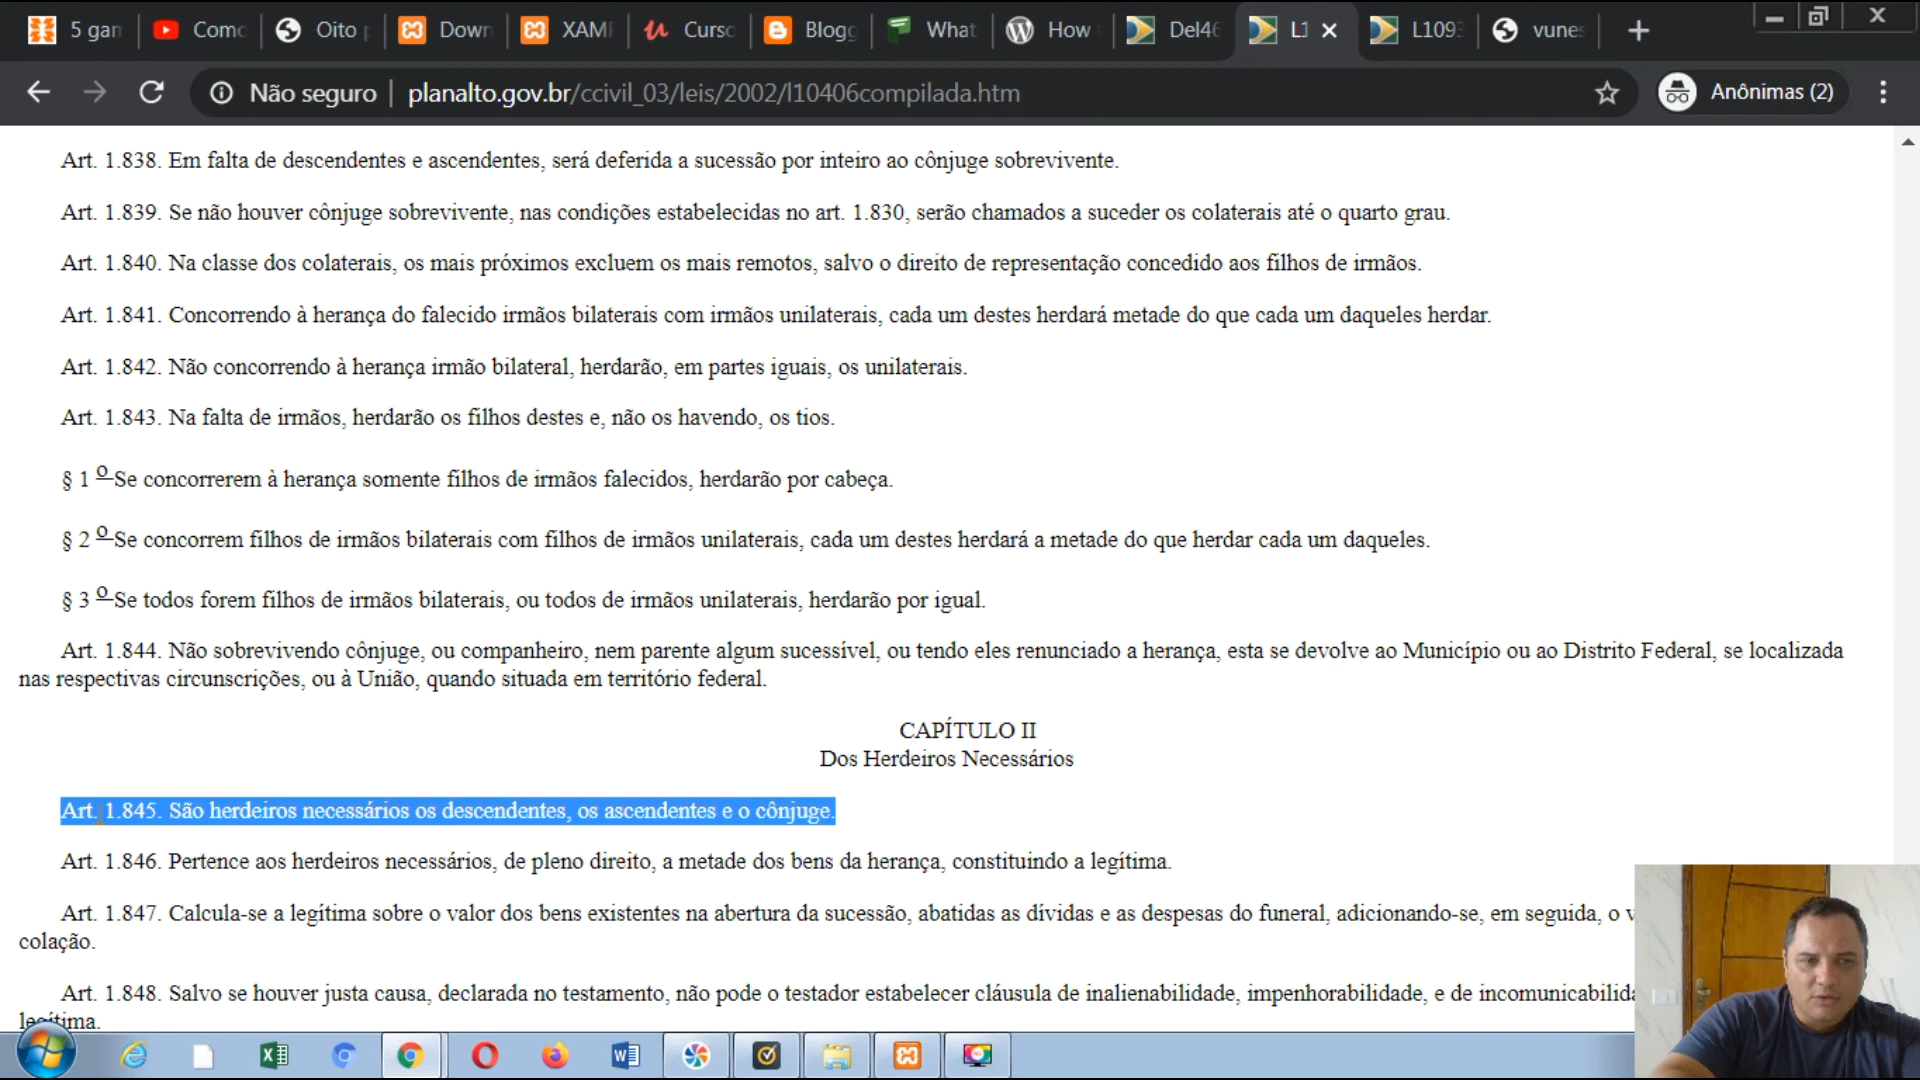 5 gam
Como
Oito p
Down
XAMI
Curso
Blogg
What
How
Del46
L1
L109
vunes
Não seguro
planalto.gov.br/ccivil_03/leis/2002/l10406compilada.htm
Anônimas (2)
Art. 1.838. Em falta de descendentes e ascendentes, será deferida a sucessão por inteiro ao cônjuge sobrevivente.
Art. 1.839. Se não houver cônjuge sobrevivente, nas condições estabelecidas no art. 1.830, serão chamados a suceder os colaterais até o quarto grau.
Art. 1.840. Na classe dos colaterais, os mais próximos excluem os mais remotos, salvo o direito de representação concedido aos filhos de irmãos.
Art. 1.841. Concorrendo à herança do falecido irmãos bilaterais com irmãos unilaterais, cada um destes herdará metade do que cada um daqueles herdar.
Art. 1.842. Não concorrendo à herança irmão bilateral, herdarão, em partes iguais, os unilaterais.
Art. 1.843. Na falta de irmãos, herdarão os filhos destes e, não os havendo, os tios.
§ 1 o Se concorrerem à herança somente filhos de irmãos falecidos, herdarão por cabeça.
§ 2 o Se concorrem filhos de irmãos bilaterais com filhos de irmãos unilaterais, cada um destes herdará a metade do que herdar cada um daqueles.
§ 3 o Se todos forem filhos de irmãos bilaterais, ou todos de irmãos unilaterais, herdarão por igual.
Art. 1.844. Não sobrevivendo cônjuge, ou companheiro, nem parente algum sucessível, ou tendo eles renunciado a herança, esta se devolve ao Município ou ao Distrito Federal, se localizada
nas respectivas circunscrições, ou à União, quando situada em território federal.
CAPÍTULO II
Dos Herdeiros Necessários
Art. 1.845. São herdeiros necessários os descendentes, os ascendentes e o cônjuge.
Art. 1.846. Pertence aos herdeiros necessários, de pleno direito, a metade dos bens da herança, constituindo a legítima.
Art. 1.847. Calcula-se a legítima sobre o valor dos bens existentes na abertura da sucessão, abatidas as dívidas e as despesas do funeral, adicionando-se, em seguida, o v
colação.
Art. 1.848. Salvo se houver justa causa, declarada no testamento, não pode o testador estabelecer cláusula de inalienabilidade, impenhorabilidade, e de incomunicabilida
legítima.